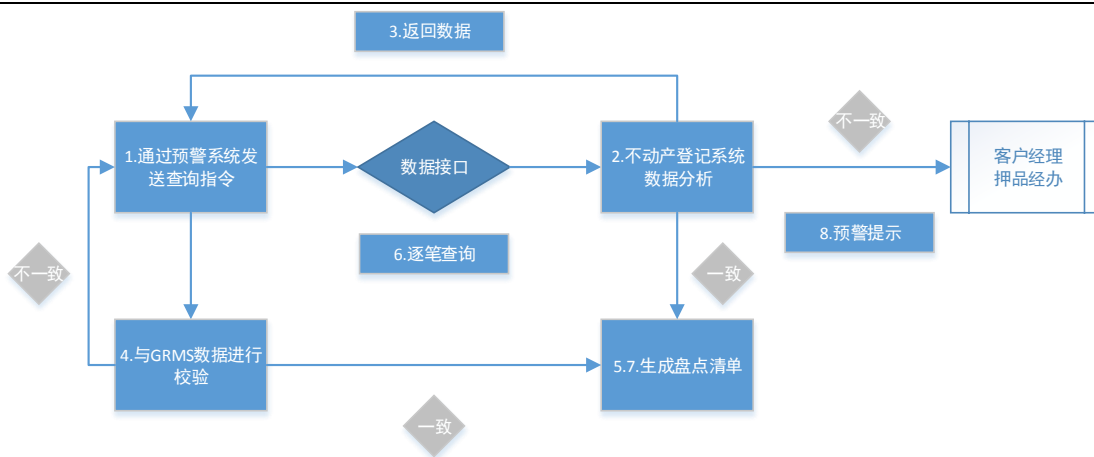 3.返回数据
不一致
1.通过预警系统发
送查询指令
数据接口
2.不动产登记系统
数据分析
客户经理
押品经办
8.预警提示
6.逐笔查询
不一致
一致
4.与GRMS数据进行
校验
5.7.生成盘点清单
一致